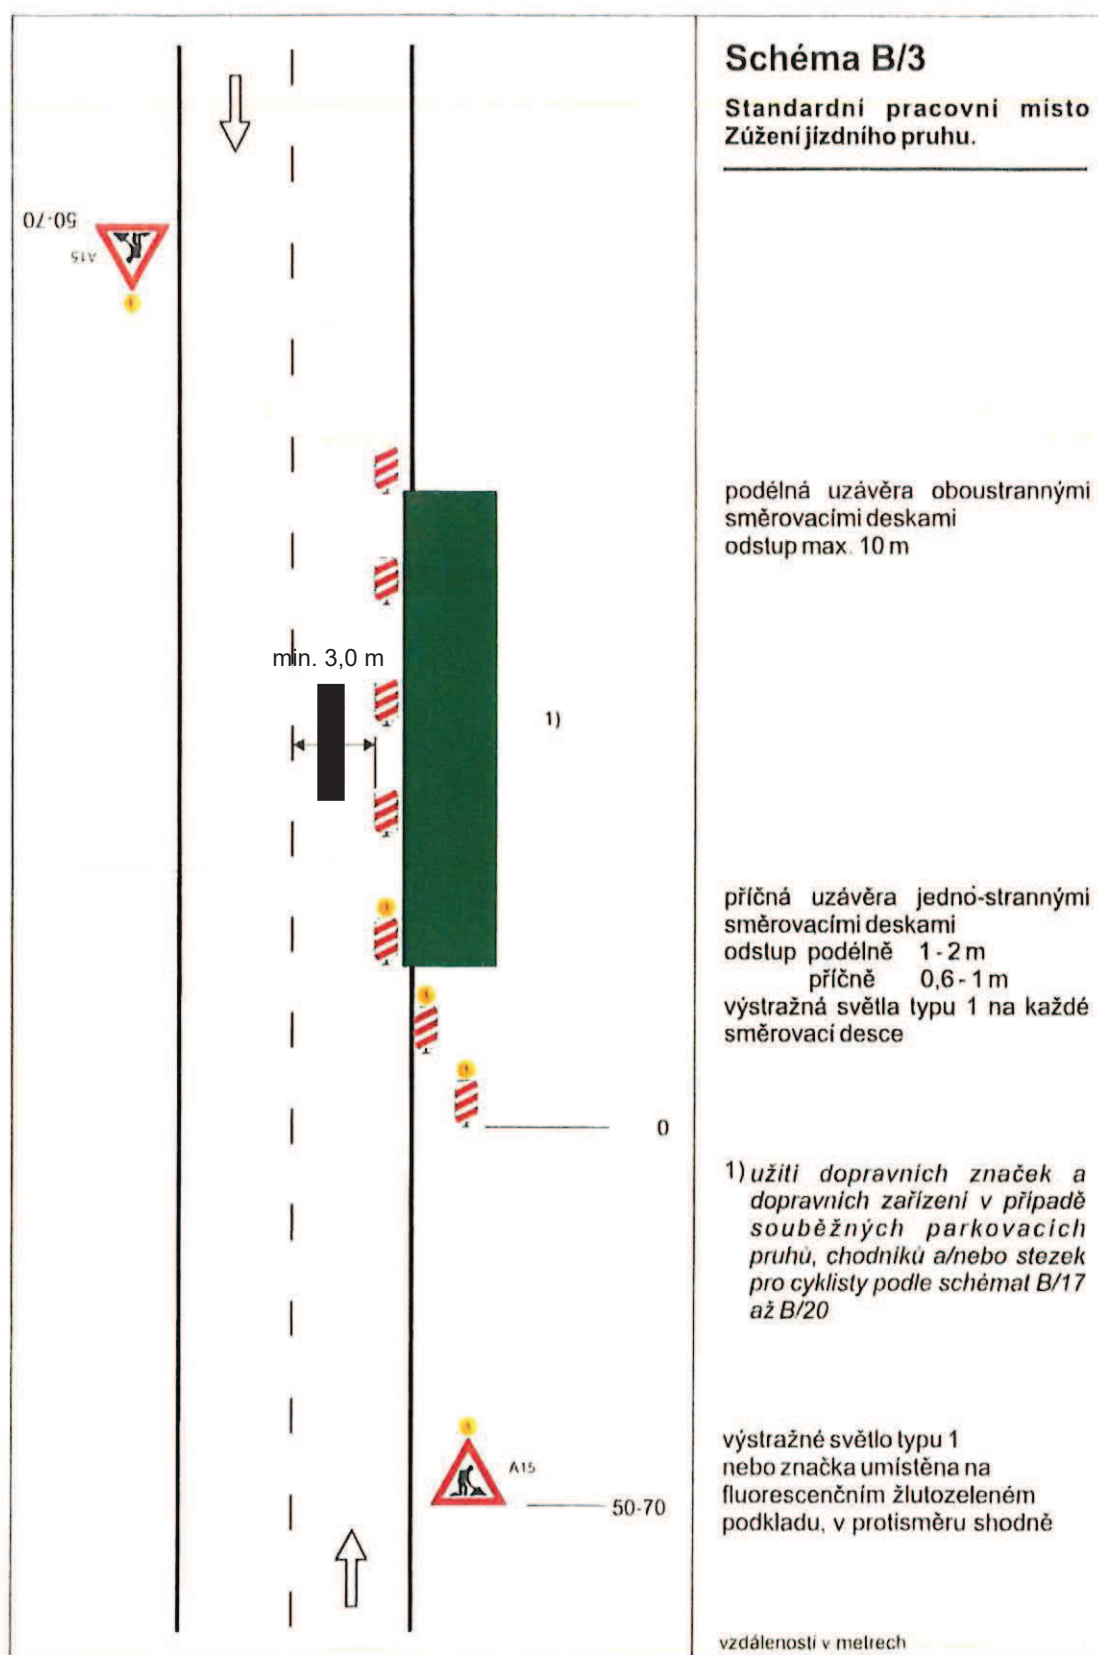 Schéma B/3
Standardní pracovní místo
Zúžení jízdního pruhu.
50-70
A15
podélná uzávěra oboustrannými
směrovacími deskami
odstup max. 10 m
min. 3,0 m
1)
příčná uzávěra jedno-strannými
směrovacími deskami
odstup podélně 1-2 m
příčně 0,6-1 m
výstražná světla typu 1 na každé
směrovací desce
0
1) užití dopravních značek a
dopravních zařízení v případě
souběžných parkovacích
pruhů, chodníků a/nebo stezek
pro cyklisty podle schémat B/17
až B/20
A15
50-70
výstražné světlo typu 1
nebo značka umístěna na
fluorescenčním žlutozeleném
podkladu, v protisměru shodně
vzdálenosti v metrech